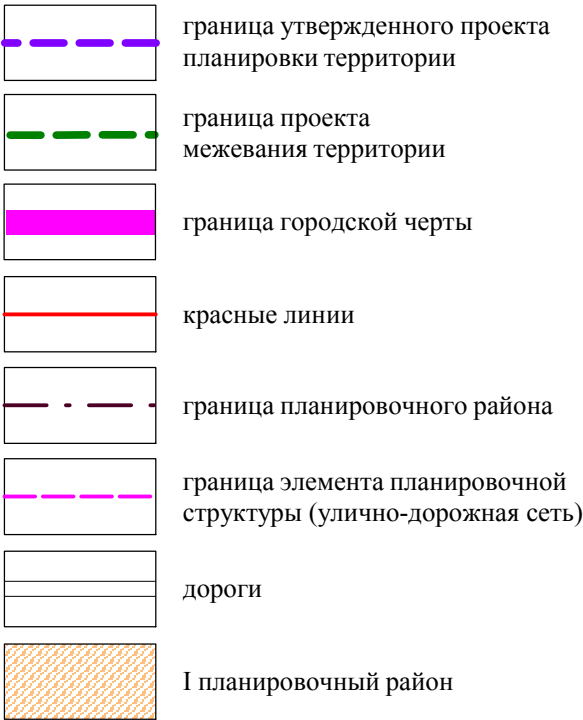 граница утвержденного проекта
планировки территории
граница проекта
межевания территории
граница городской черты
красные линии
граница планировочного района
граница элемента планировочной
структуры (улично-дорожная сеть)
дороги
I планировочный район